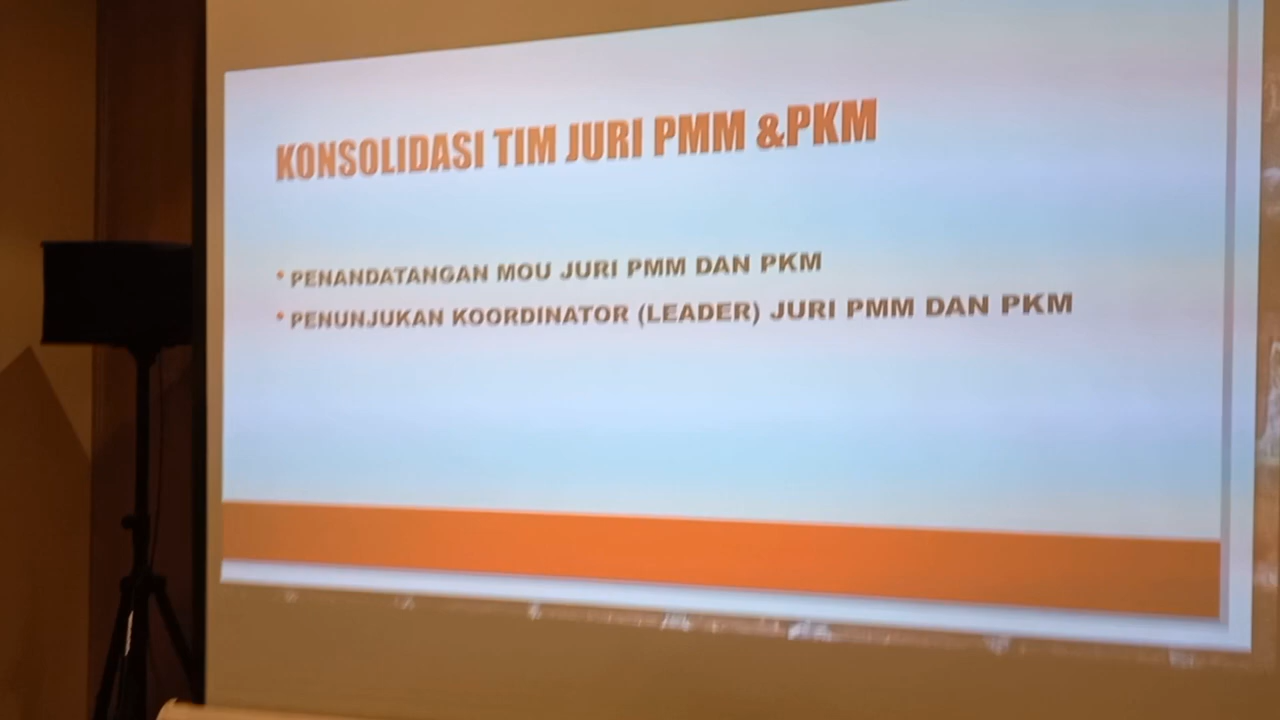 KONSOLIDASI TIM JURI PMM &PKM
• PENANDATANGAN MOU JURI PMM DAN PKM
• PENUNJUKAN KOORDINATOR (LEADER) JURI PMM DAN PKM